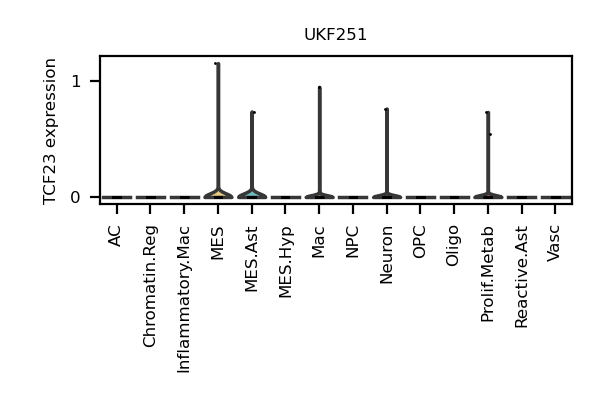 UKF251
TCF23 expression
1
0
AC
Chromatin.Reg
Inflammatory.Mac
MES
MES.Ast
MES.Hyp
Mac
NPC
Neuron
OPC
Oligo
Prolif.Metab
Reactive.Ast
Vasc